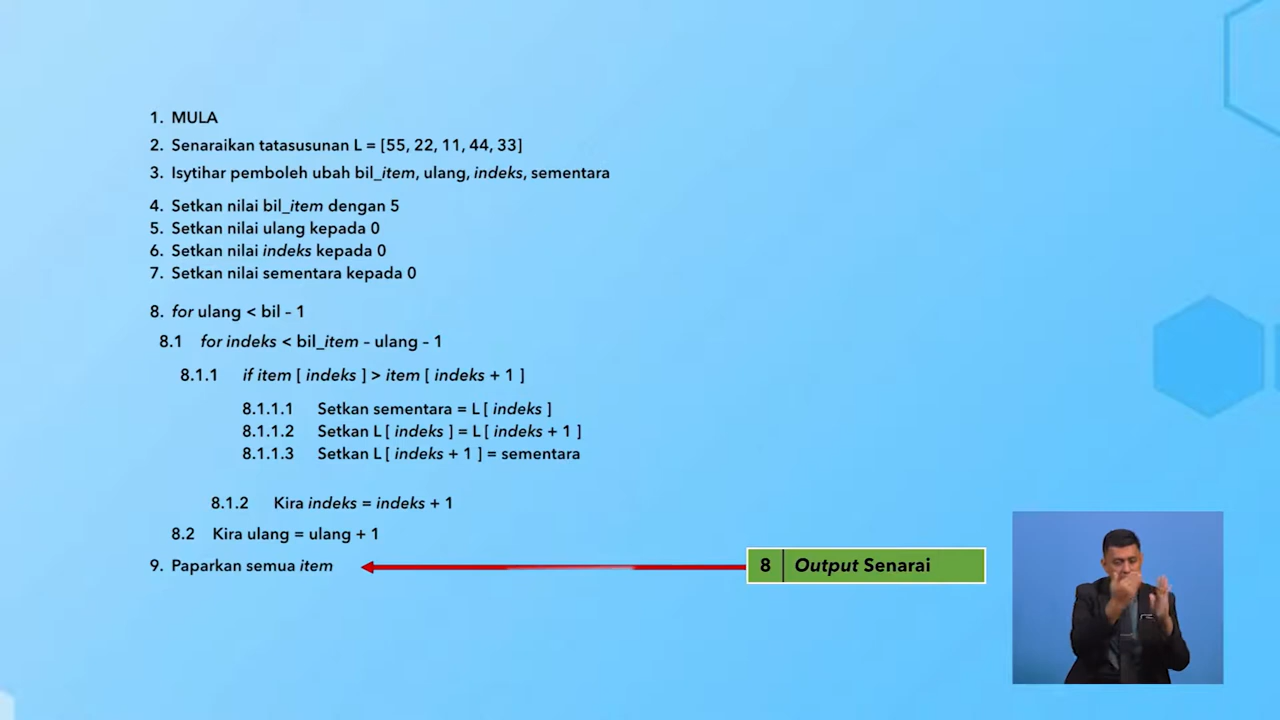 1. MULA
2. Senaraikan tatasusunan L = [55, 22, 11, 44, 33]
3. Isytihar pemboleh ubah bil_item, ulang, indeks, sementara
4. Setkan nilai bil_item dengan 5
5. Setkan nilai ulang kepada 0
6. Setkan nilai indeks kepada 0
7. Setkan nilai sementara kepada 0
8. for ulang < bil – 1
8.1 for indeks < bil_item – ulang – 1
8.1.1 if item [ indeks ] > item [ indeks + 1 ]
8.1.1.1 Setkan sementara = L [ indeks ]
8.1.1.2 Setkan L [ indeks ] = L [ indeks + 1 ]
8.1.1.3 Setkan L [ indeks + 1 ] = sementara
8.1.2 Kira indeks = indeks + 1
8.2 Kira ulang = ulang + 1
9. Paparkan semua item
8 Output Senarai